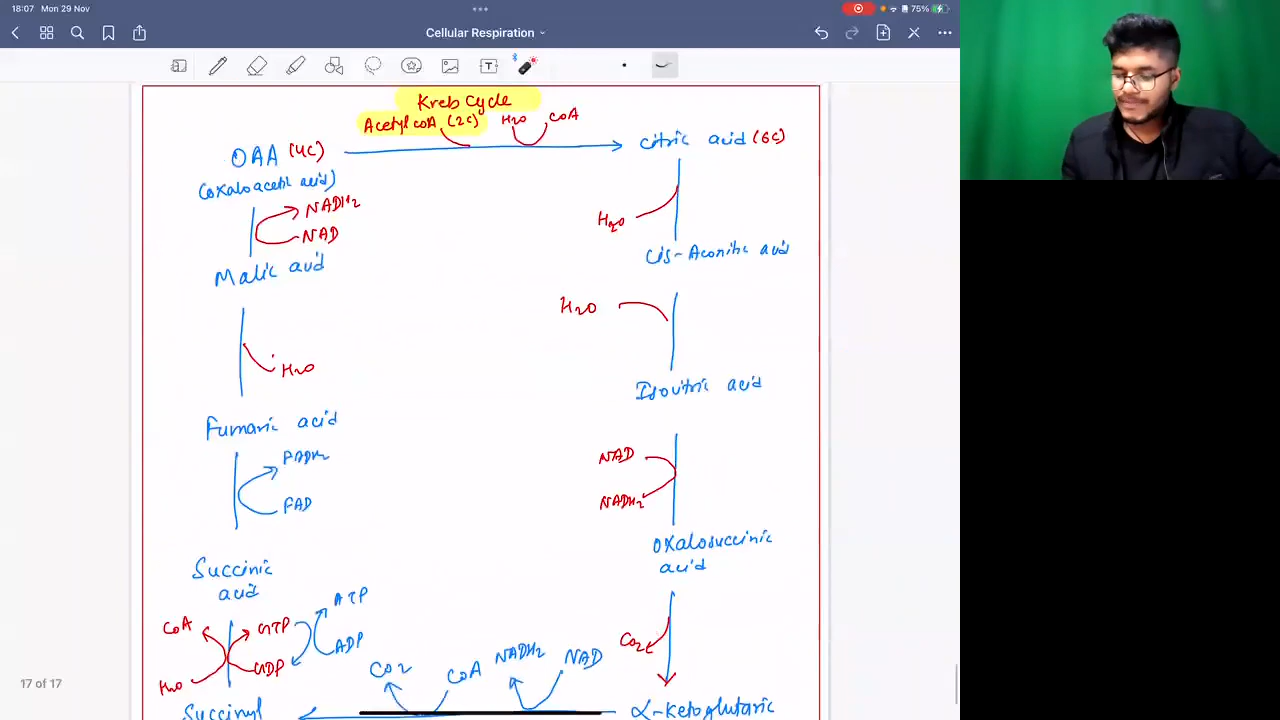 18:07 Mon 29 Nov
75%
Cellular Respiration
Kreb Cycle
Acetyl coA (2C) H2O CoA
OAA (4C)
(oxaloacetic acid)
citric acid (6C)
NADH2
NAD
H2O
Malic acid
Cis-Aconitic acid
H2O
H2O
Isocitric acid
Fumaric acid
FADH2
FAD
NAD
NADH2
Oxalosuccinic
acid
Succinic
acid
ATP
ADP
CoA
GTP
GDP
H2O
CO2
CO2 CoA NADH2 NAD
17 of 17
Succinyl
α-ketoglutaric